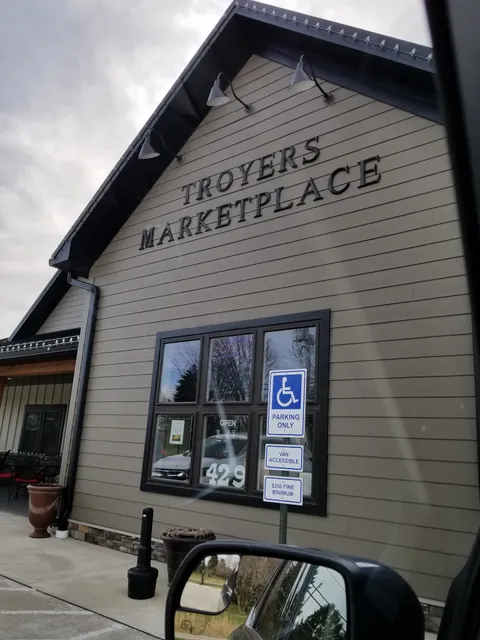 TROYERS
MARKETPLACE
OPEN
429
PARKING
ONLY
VAN
ACCESSIBLE
$250 FINE
MINIMUM